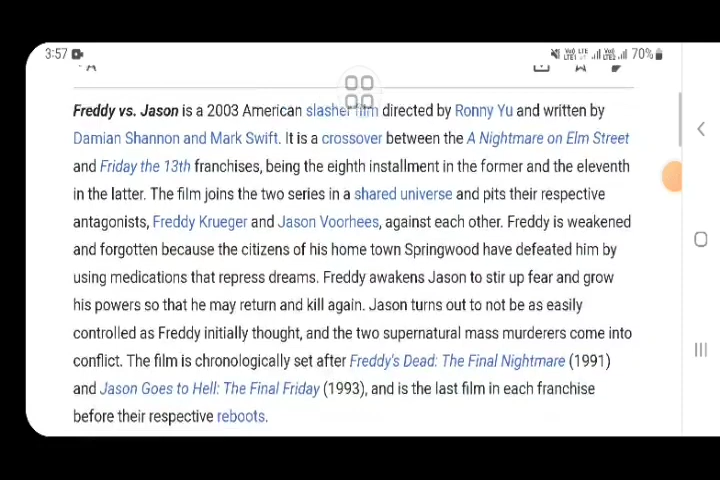 3:57
Vo) LTE LTE1 Vo) LTE2 70%
Freddy vs. Jason is a 2003 American slasher film directed by Ronny Yu and written by
Damian Shannon and Mark Swift. It is a crossover between the A Nightmare on Elm Street
and Friday the 13th franchises, being the eighth installment in the former and the eleventh
in the latter. The film joins the two series in a shared universe and pits their respective
antagonists, Freddy Krueger and Jason Voorhees, against each other. Freddy is weakened
and forgotten because the citizens of his home town Springwood have defeated him by
using medications that repress dreams. Freddy awakens Jason to stir up fear and grow
his powers so that he may return and kill again. Jason turns out to not be as easily
controlled as Freddy initially thought, and the two supernatural mass murderers come into
conflict. The film is chronologically set after Freddy's Dead: The Final Nightmare (1991)
and Jason Goes to Hell: The Final Friday (1993), and is the last film in each franchise
before their respective reboots.